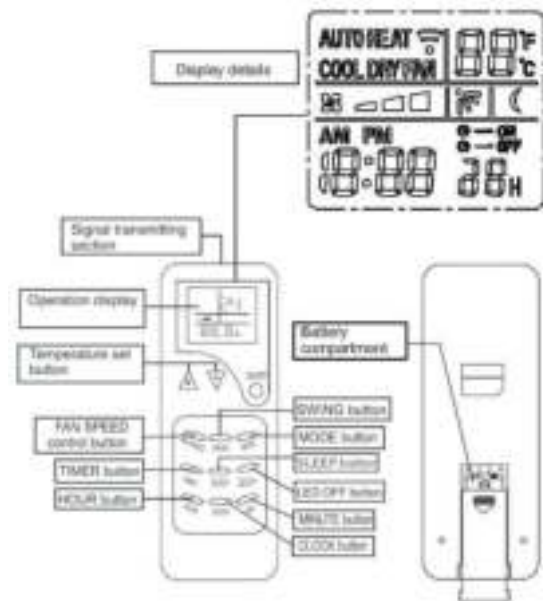 AUTO HEAT
°F
COOL DRY FAN
°C
Display details
AM PM
ON
OFF
H
Signal transmitting
section
Operation display
Temperature set
button
Battery
compartment
SWING button
FAN SPEED
control button
MODE button
SLEEP button
TIMER button
LED OFF button
HOUR button
MINUTE button
CLOCK button